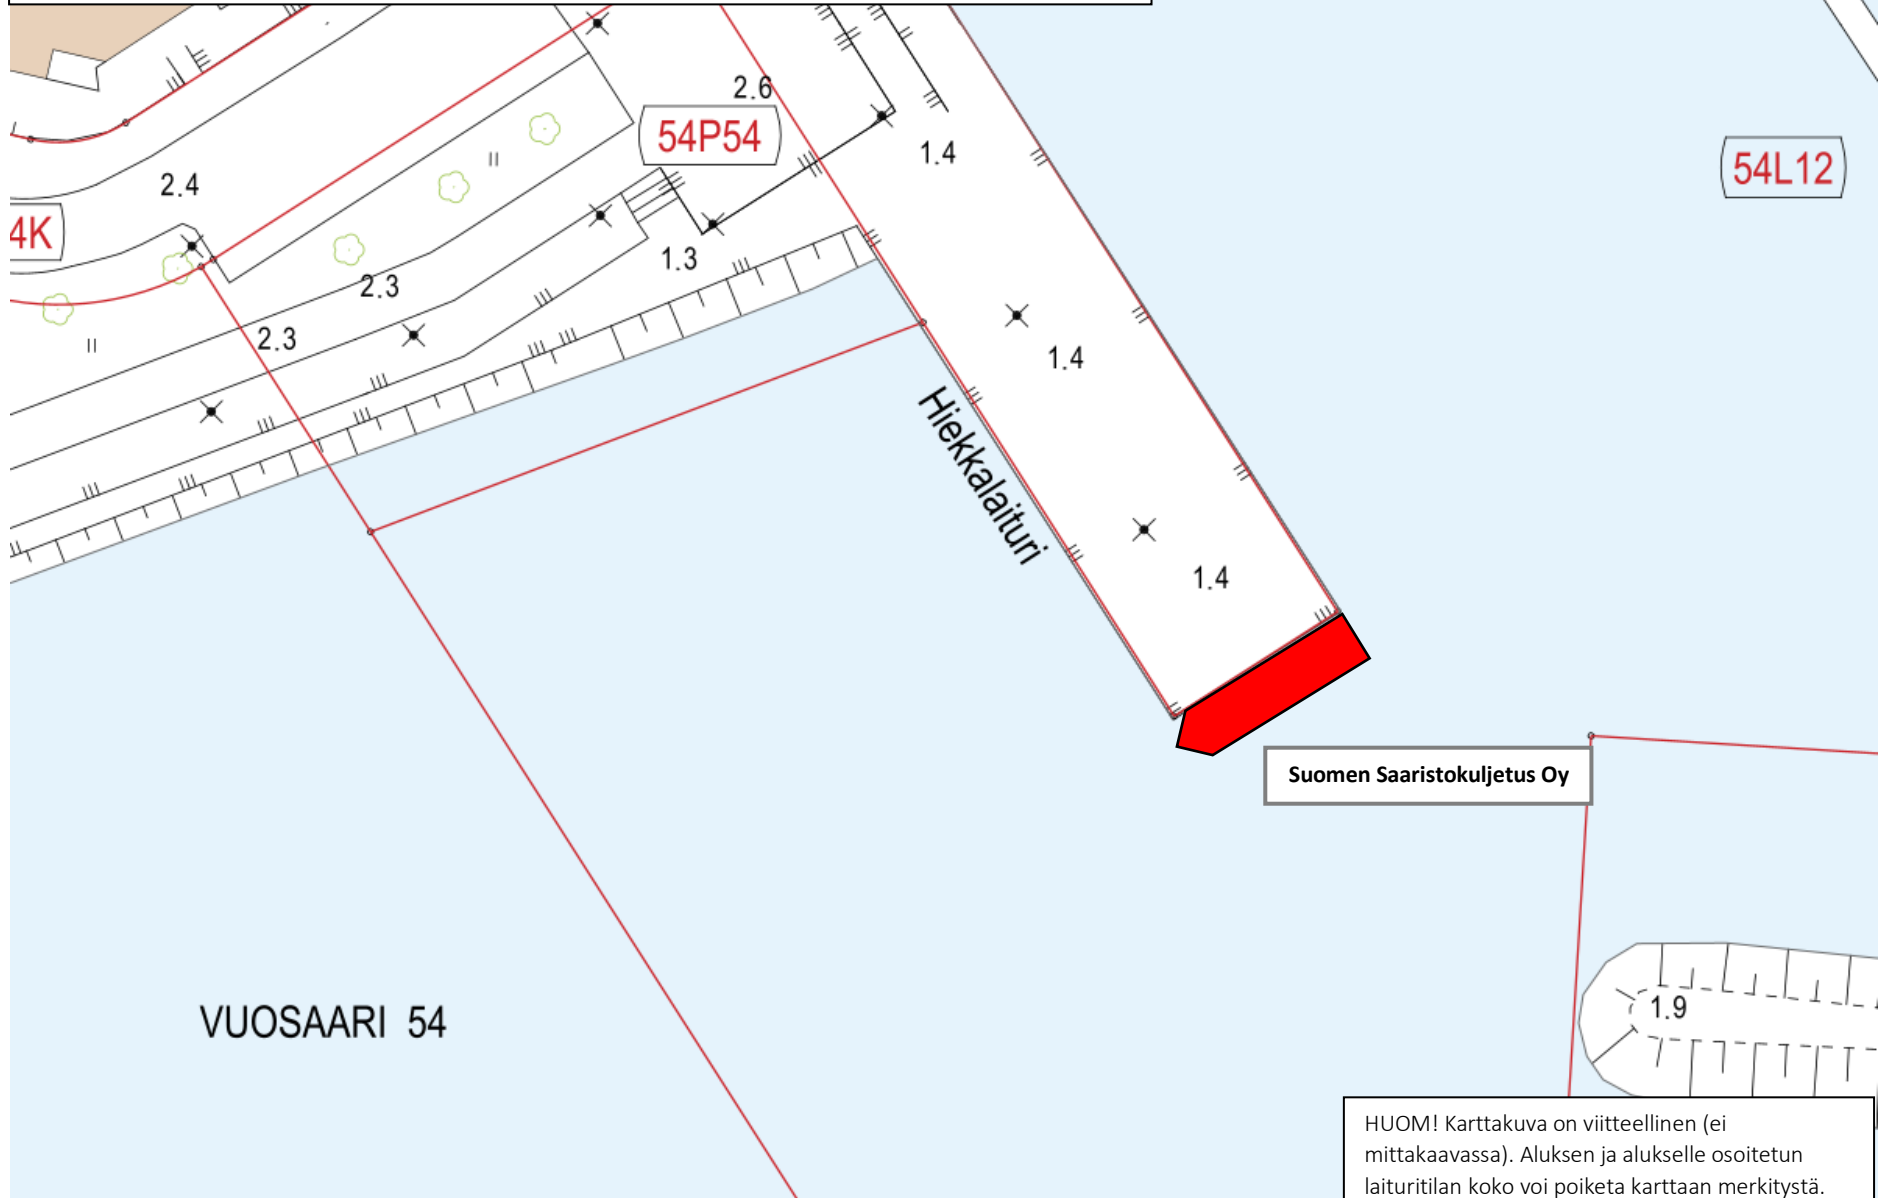 2.6
54P54
1.4
54L12
2.4
4K
1.3
2.3
2.3
1.4
Hiekkalaituri
1.4
Suomen Saaristokuljetus Oy
VUOSAARI 54
1.9
HUOM! Karttakuva on viitteellinen (ei
mittakaavassa). Aluksen ja alukselle osoitetun
laituritilan koko voi poiketa karttaan merkitystä.